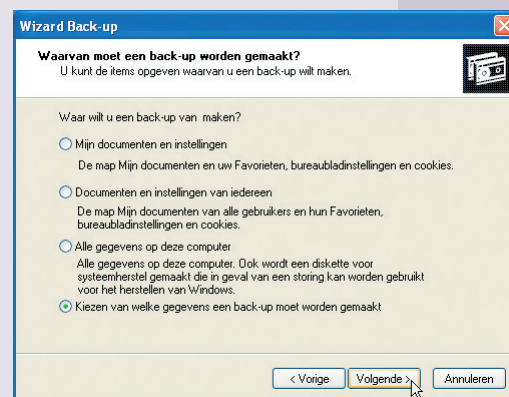 Wizard Back-up
Waarvan moet een back-up worden gemaakt?
U kunt de items opgeven waarvan u een back-up wilt maken.
Waar wilt u een back-up van maken?
Mijn documenten en instellingen
De map Mijn documenten en uw Favorieten, bureaubladinstellingen en cookies.
Documenten en instellingen van iedereen
De map Mijn documenten van alle gebruikers en hun Favorieten,
bureaubladinstellingen en cookies.
Alle gegevens op deze computer
Alle gegevens op deze computer. Ook wordt een diskette voor
systeemherstel gemaakt die in geval van een storing kan worden gebruikt
voor het herstellen van Windows.
Kiezen van welke gegevens een back-up moet worden gemaakt
< Vorige Volgende > Annuleren